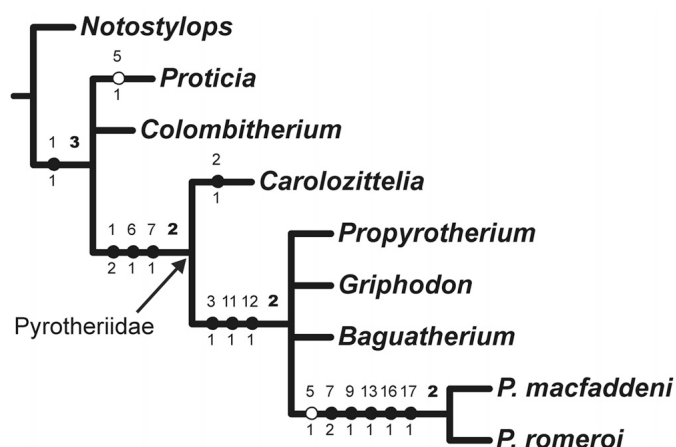 Notostylops
5
Proticia
1
Colombitherium
1 3
1
2
Carolozittelia
1
1 6 7 2
2 1 1
Propyrotherium
Griphodon
3 11 12 2
Pyrotheriidae
1 1 1
Baguatherium
5 7 9 13 16 17 2
P. macfaddeni
1 2 1 1 1 1
P. romeroi